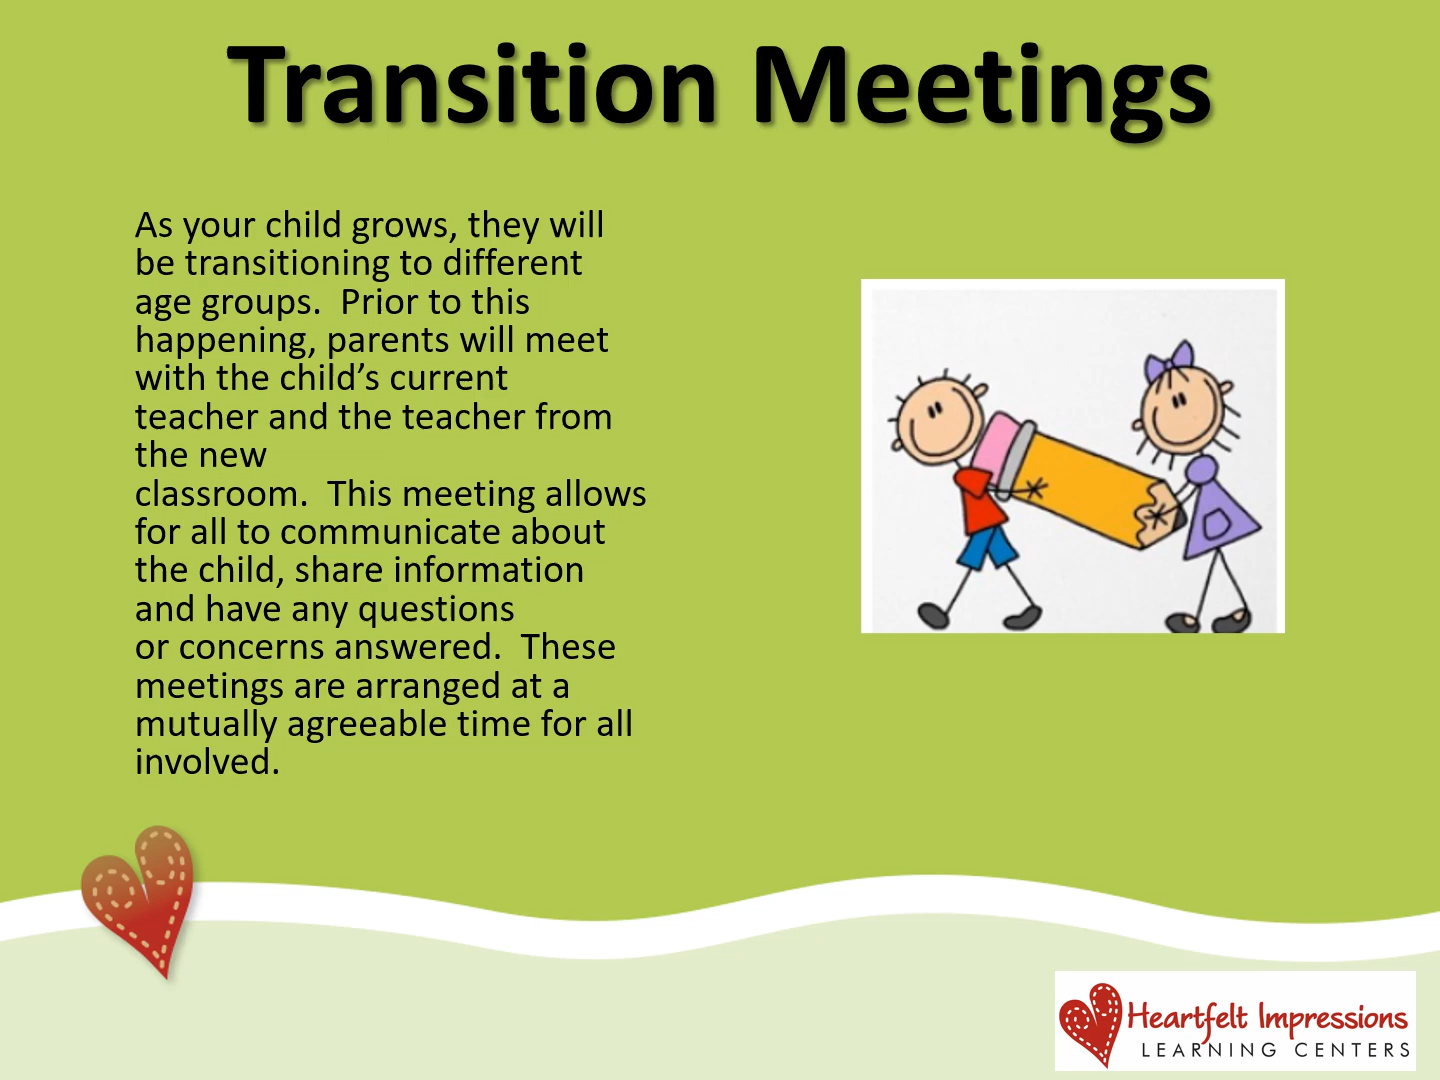 Transition Meetings
As your child grows, they will
be transitioning to different
age groups.  Prior to this
happening, parents will meet
with the child’s current
teacher and the teacher from
the new
classroom.  This meeting allows
for all to communicate about
the child, share information
and have any questions
or concerns answered.  These
meetings are arranged at a
mutually agreeable time for all
involved.
Heartfelt Impressions
LEARNING CENTERS